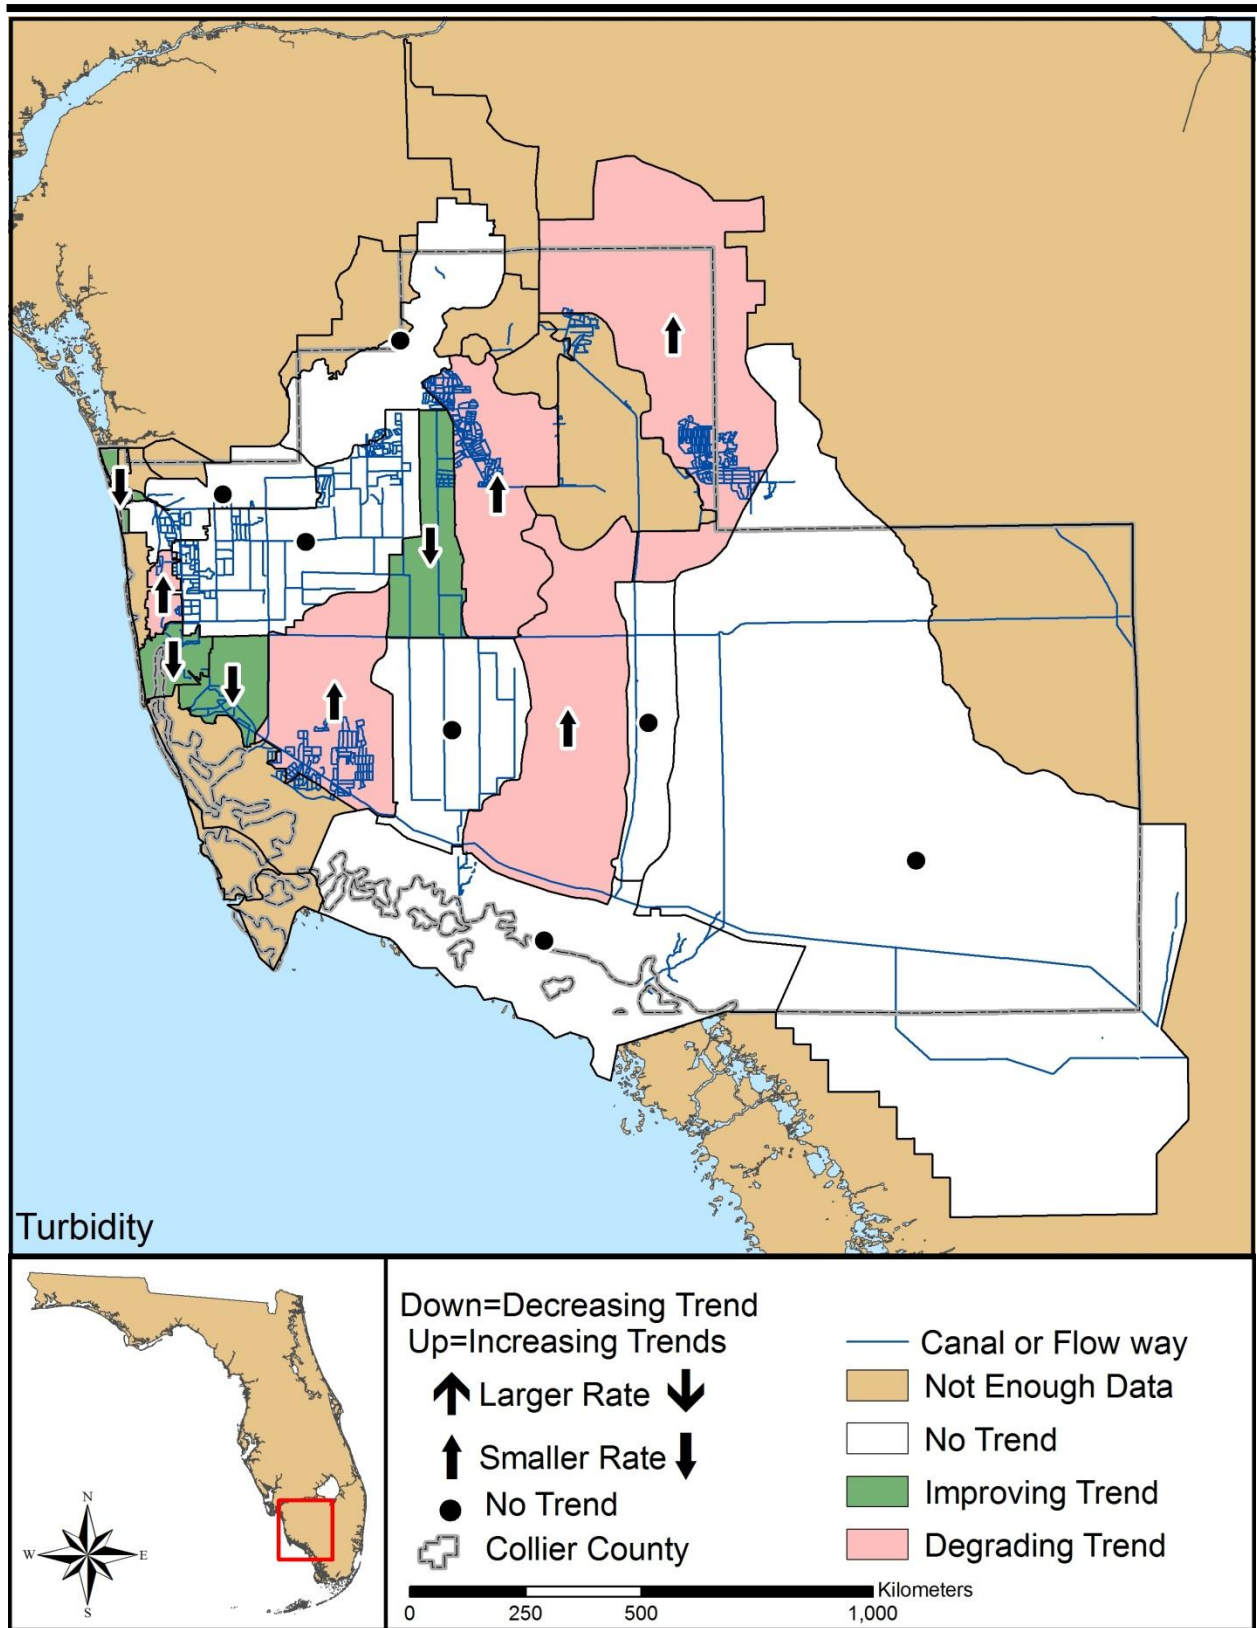 Turbidity
Down=Decreasing Trend
Up=Increasing Trends
Larger Rate
Smaller Rate
No Trend
Collier County
Canal or Flow way
Not Enough Data
No Trend
Improving Trend
Degrading Trend
Kilometers
0 250 500 1,000
N
W E
S